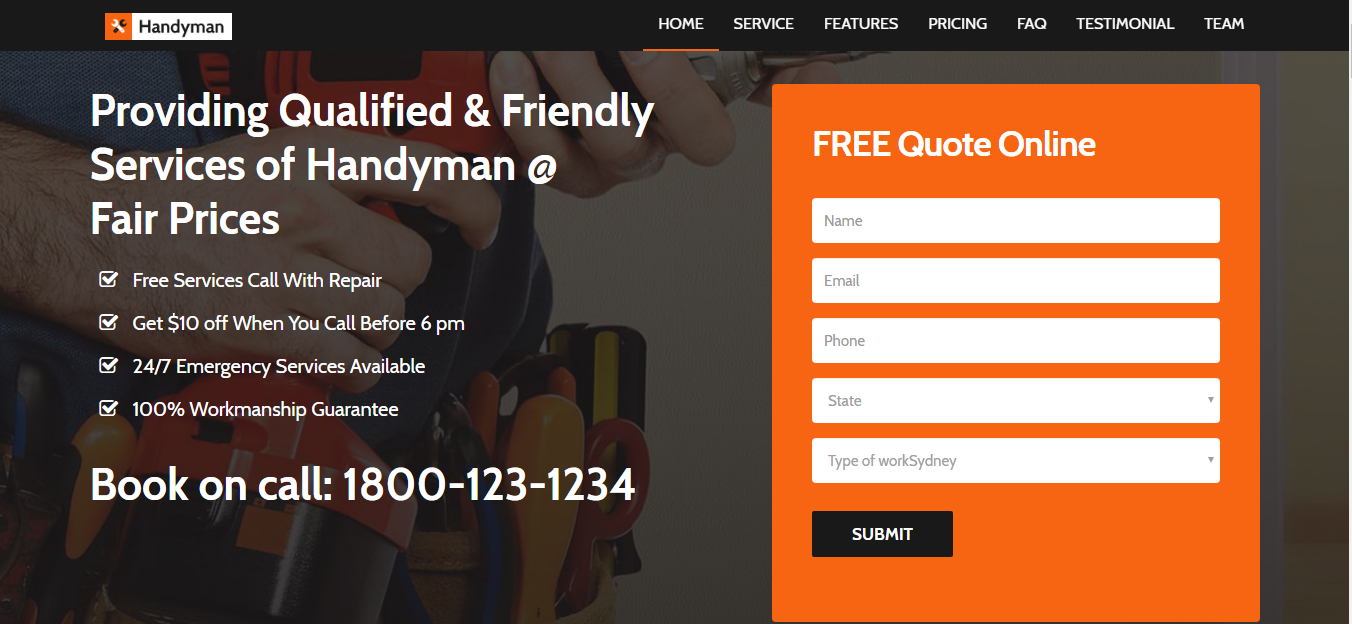 Handyman
HOME SERVICE FEATURES PRICING FAQ TESTIMONIAL TEAM
Providing Qualified & Friendly
Services of Handyman @
Fair Prices
Free Services Call With Repair
Get $10 off When You Call Before 6 pm
24/7 Emergency Services Available
100% Workmanship Guarantee
Book on call: 1800-123-1234
FREE Quote Online
Name
Email
Phone
State
Type of workSydney
SUBMIT